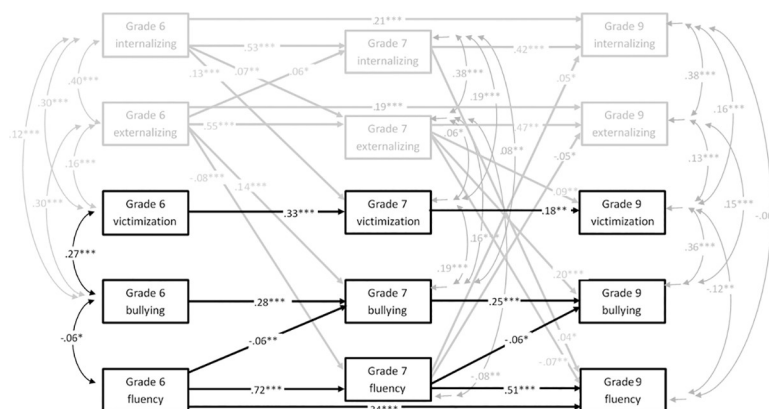 .21***
Grade 6
internalizing
.53***
Grade 7
internalizing
.42***
Grade 9
internalizing
.13***
.07**
.06*
.05*
.40***
.38***
.38***
.30***
.19***
.16***
.12***
Grade 6
externalizing
.19***
.55***
Grade 7
externalizing
.47**
Grade 9
externalizing
.06*
.08**
-.05*
.16***
.13***
-.08***
.14***
.09**
.30***
.15***
-.06
Grade 6
victimization
.33***
Grade 7
victimization
.18**
Grade 9
victimization
.27***
.16***
.36***
.19***
.20***
-.12**
Grade 6
bullying
.28***
Grade 7
bullying
.25***
Grade 9
bullying
-.06*
-.06**
-.06*
.04*
-.07**
-.08**
Grade 6
fluency
.72***
Grade 7
fluency
.51***
Grade 9
fluency
.34***